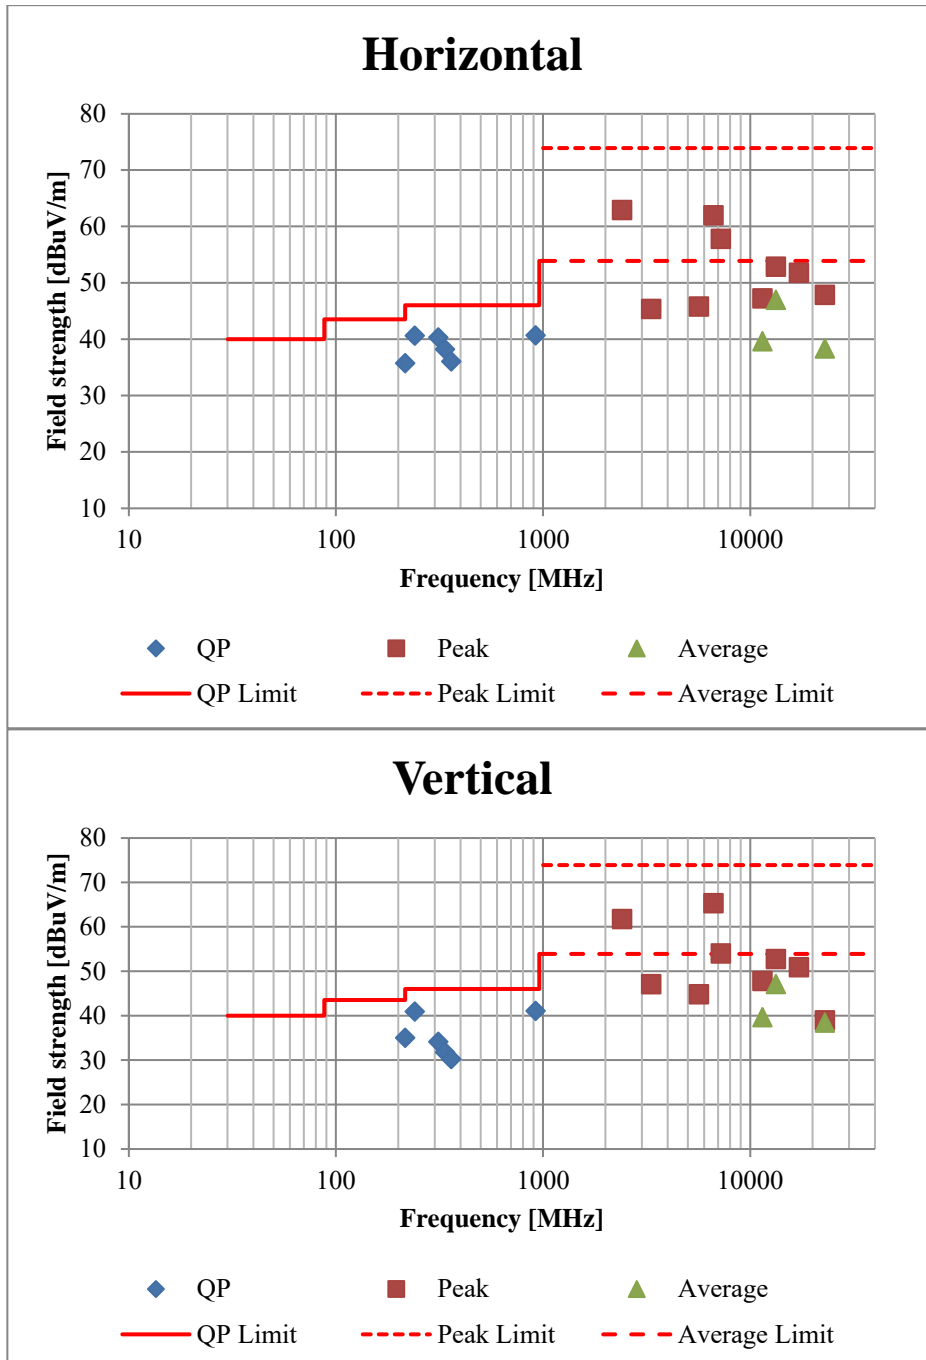 Horizontal
80
70
60
50
40
30
20
10
Field strength [dBuV/m]
10 100 1000 10000
Frequency [MHz]
QP Peak Average
QP Limit Peak Limit Average Limit
Vertical
80
70
60
50
40
30
20
10
Field strength [dBuV/m]
10 100 1000 10000
Frequency [MHz]
QP Peak Average
QP Limit Peak Limit Average Limit